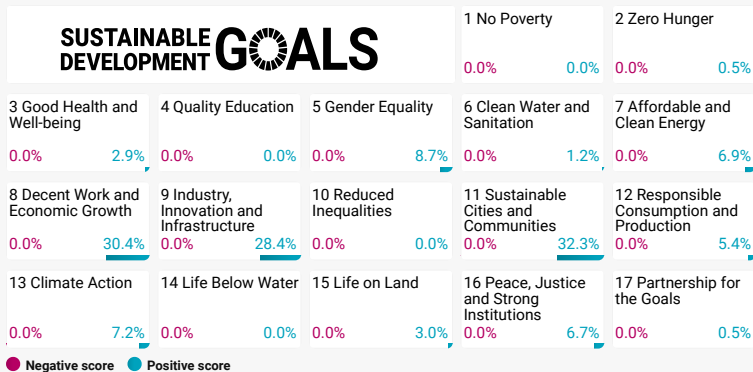 SUSTAINABLE
DEVELOPMENT
GOALS
1 No Poverty
0.0% 0.0%
2 Zero Hunger
0.0% 0.5%
3 Good Health and
Well-being
0.0% 2.9%
4 Quality Education
0.0% 0.0%
5 Gender Equality
0.0% 8.7%
6 Clean Water and
Sanitation
0.0% 1.2%
7 Affordable and
Clean Energy
0.0% 6.9%
8 Decent Work and
Economic Growth
0.0% 30.4%
9 Industry,
Innovation and
Infrastructure
0.0% 28.4%
10 Reduced
Inequalities
0.0% 0.0%
11 Sustainable
Cities and
Communities
0.0% 32.3%
12 Responsible
Consumption and
Production
0.0% 5.4%
13 Climate Action
0.0% 7.2%
14 Life Below Water
0.0% 0.0%
15 Life on Land
0.0% 3.0%
16 Peace, Justice
and Strong
Institutions
0.0% 6.7%
17 Partnership for
the Goals
0.0% 0.5%
Negative score Positive score